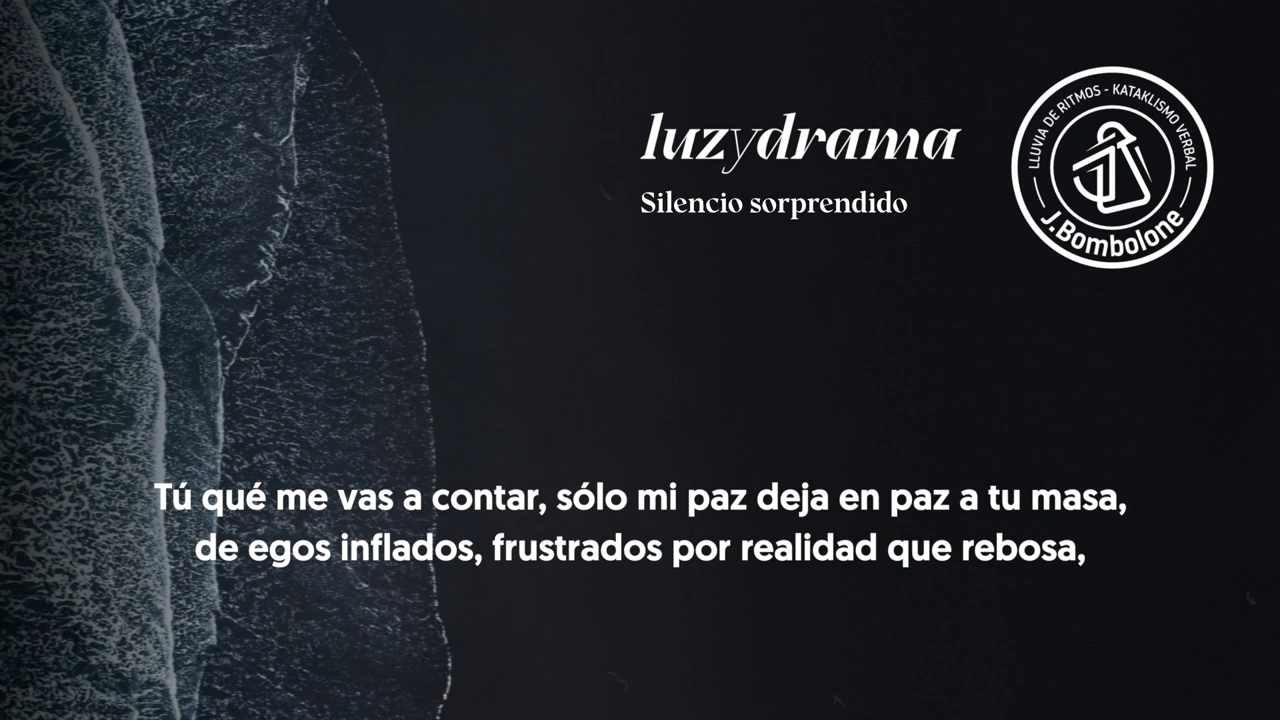 luzydrama
Silencio sorprendido
LLUVIA DE RITMOS - KATAKLISMO VERBAL
J. Bombolone
Tú qué me vas a contar, sólo mi paz deja en paz a tu masa,
de egos inflados, frustrados por realidad que rebosa,